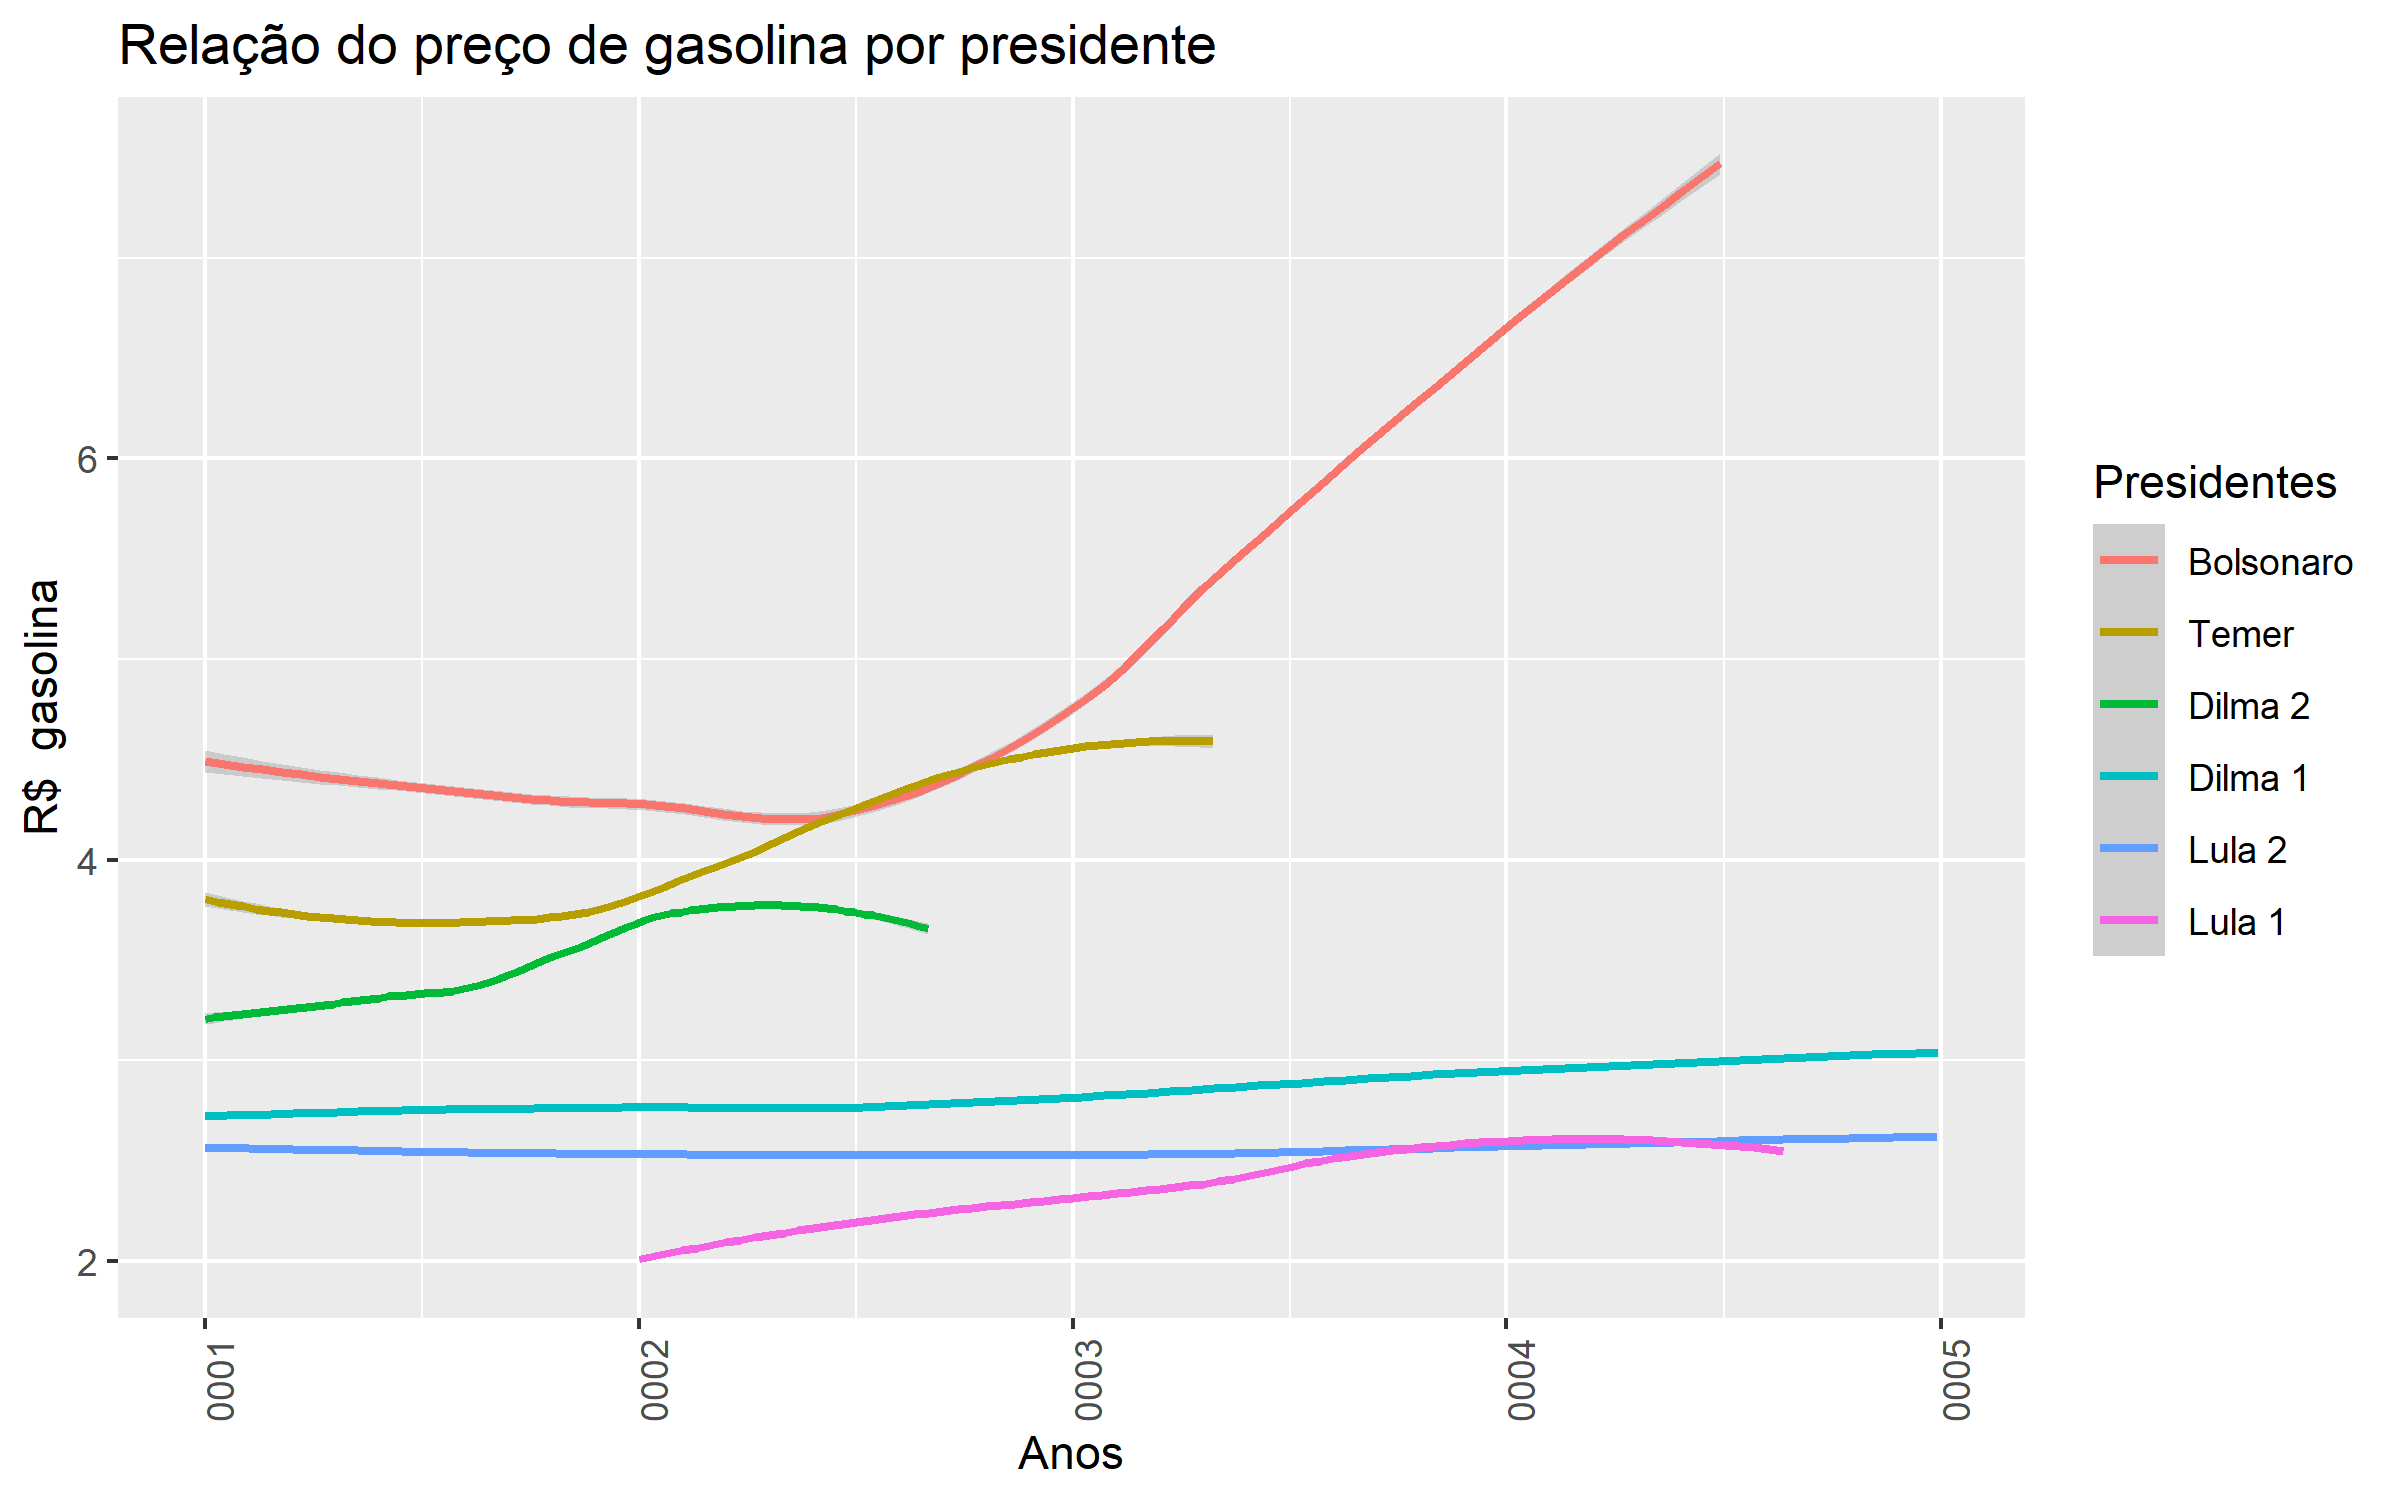 Relação do preço de gasolina por presidente
R$ gasolina
6
4
2
0001
0002
0003
0004
0005
Anos
Presidentes
Bolsonaro
Temer
Dilma 2
Dilma 1
Lula 2
Lula 1